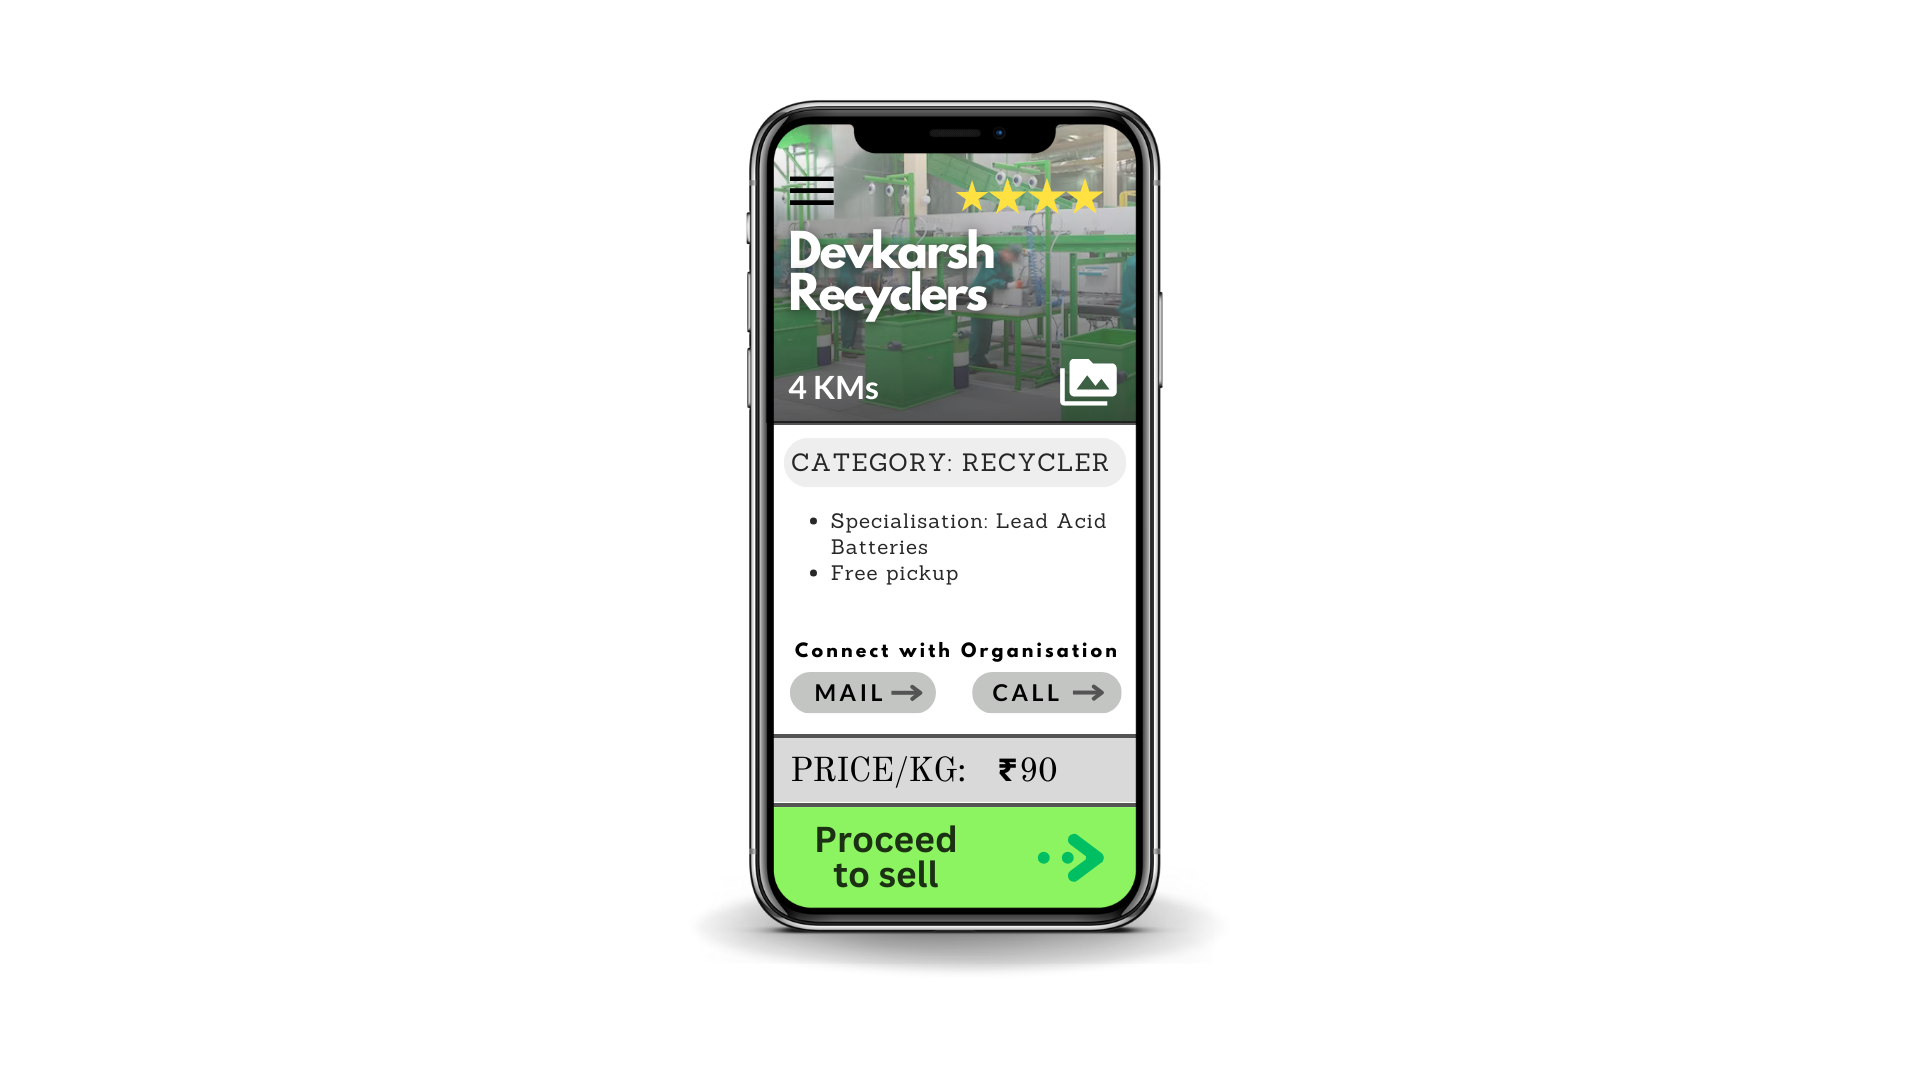 Devkarsh
Recyclers
4 KMs
CATEGORY: RECYCLER
• Specialisation: Lead Acid
Batteries
• Free pickup
Connect with Organisation
MAIL
CALL
PRICE/KG: ₹90
Proceed
to sell